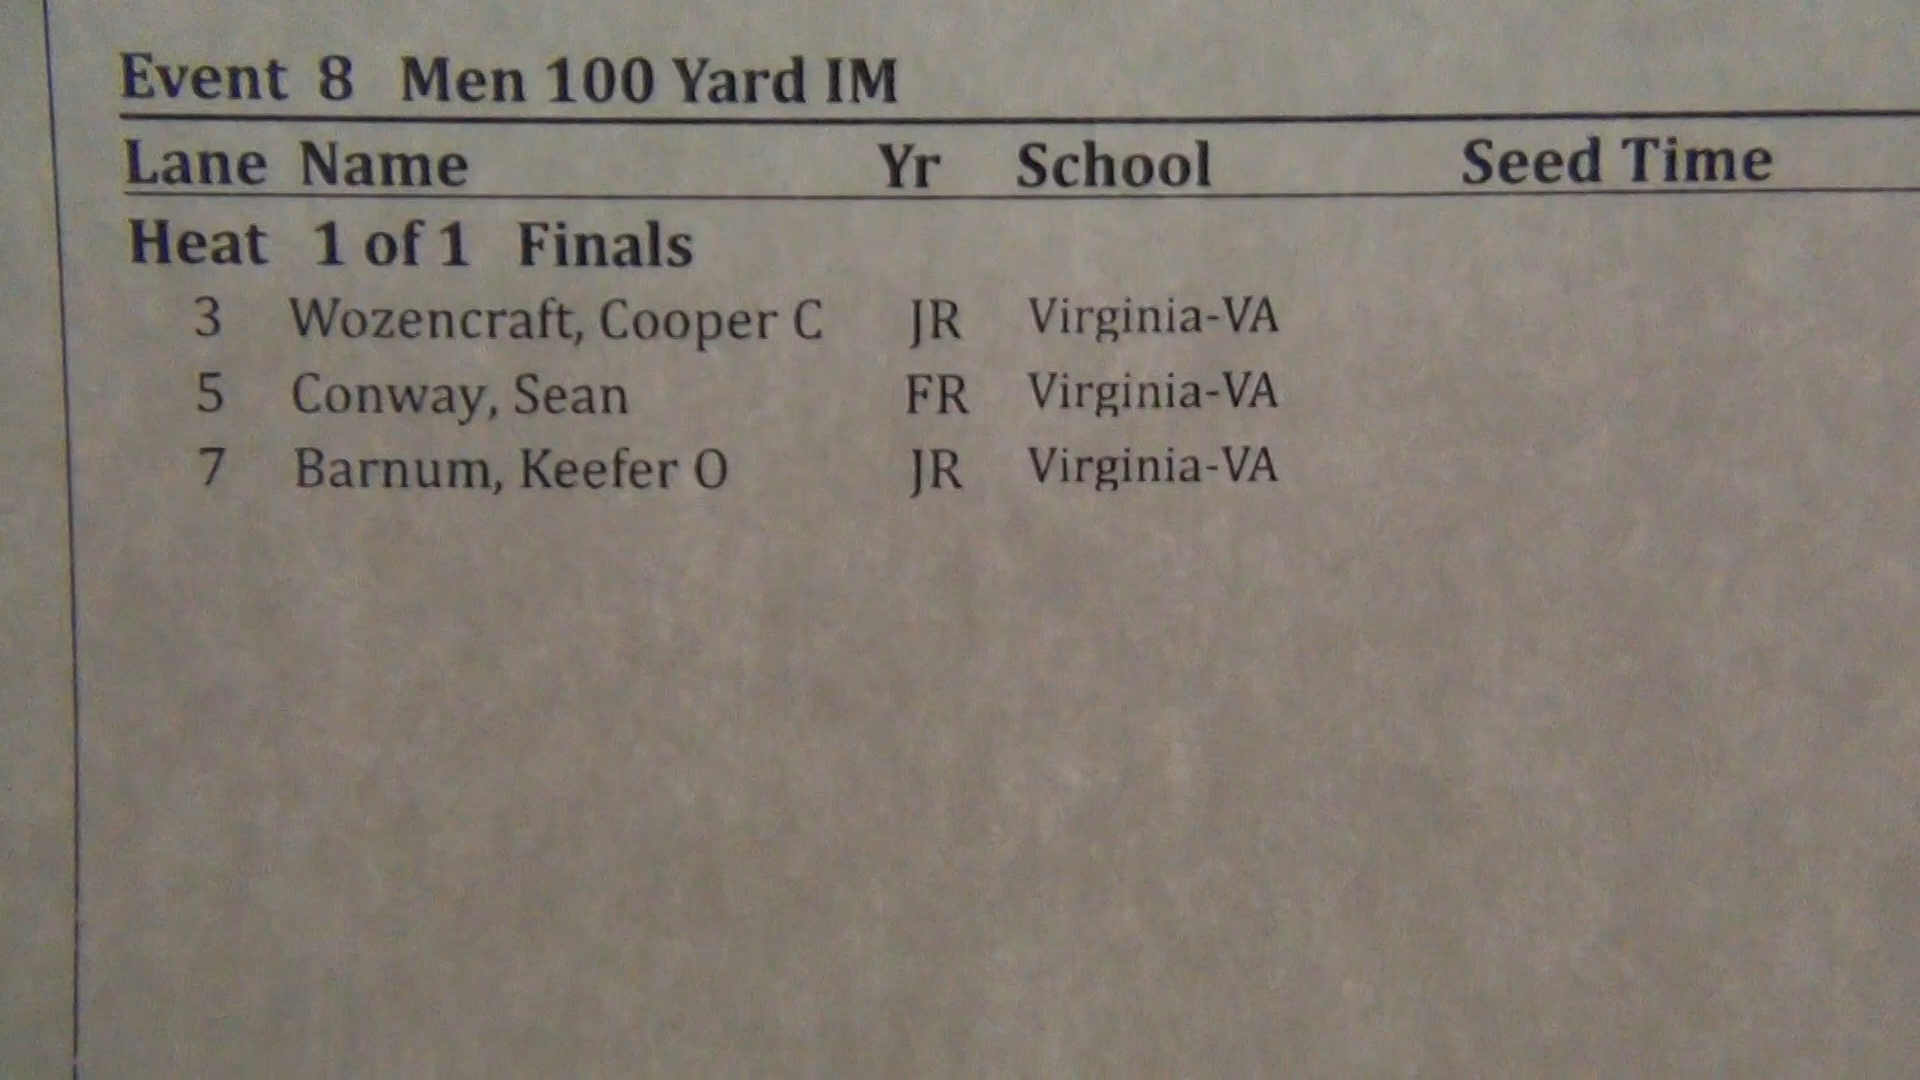 Event 8 Men 100 Yard IM
Lane Name Yr School Seed Time
Heat 1 of 1 Finals
3 Wozencraft, Cooper C JR Virginia-VA
5 Conway, Sean FR Virginia-VA
7 Barnum, Keefer O JR Virginia-VA